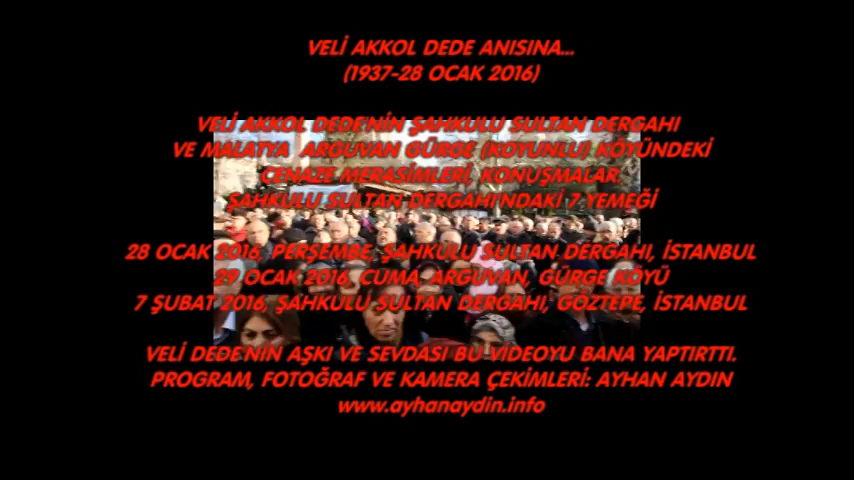 VELİ AKKOL DEDE ANISINA...
(1937-28 OCAK 2016)
VELİ AKKOL DEDE'NİN ŞAHKULU SULTAN DERGAHI
VE MALATYA ARGUVAN GÜRGE (KOYUNLU) KÖYÜNDEKİ
CENAZE MERASİMLERİ, KONUŞMALAR
ŞAHKULU SULTAN DERGAHI'NDAKİ 7 YEMEĞİ
28 OCAK 2016, PERŞEMBE, ŞAHKULU SULTAN DERGAHI, İSTANBUL
29 OCAK 2016, CUMA, ARGUVAN, GÜRGE KÖYÜ
7 ŞUBAT 2016, ŞAHKULU SULTAN DERGAHI, GÖZTEPE, İSTANBUL
VELİ DEDE'NİN AŞKI VE SEVDASI BU VİDEOYU BANA YAPTIRTTI.
PROGRAM, FOTOĞRAF VE KAMERA ÇEKİMLERİ: AYHAN AYDIN
www.ayhanaydin.info